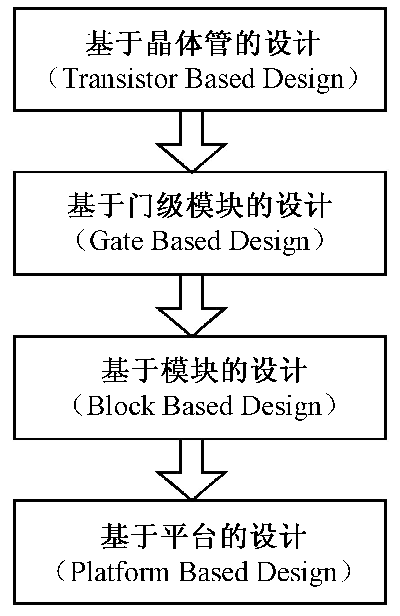 基于晶体管的设计
（Transistor Based Design）
基于门级模块的设计
（Gate Based Design）
基于模块的设计
（Block Based Design）
基于平台的设计
（Platform Based Design）